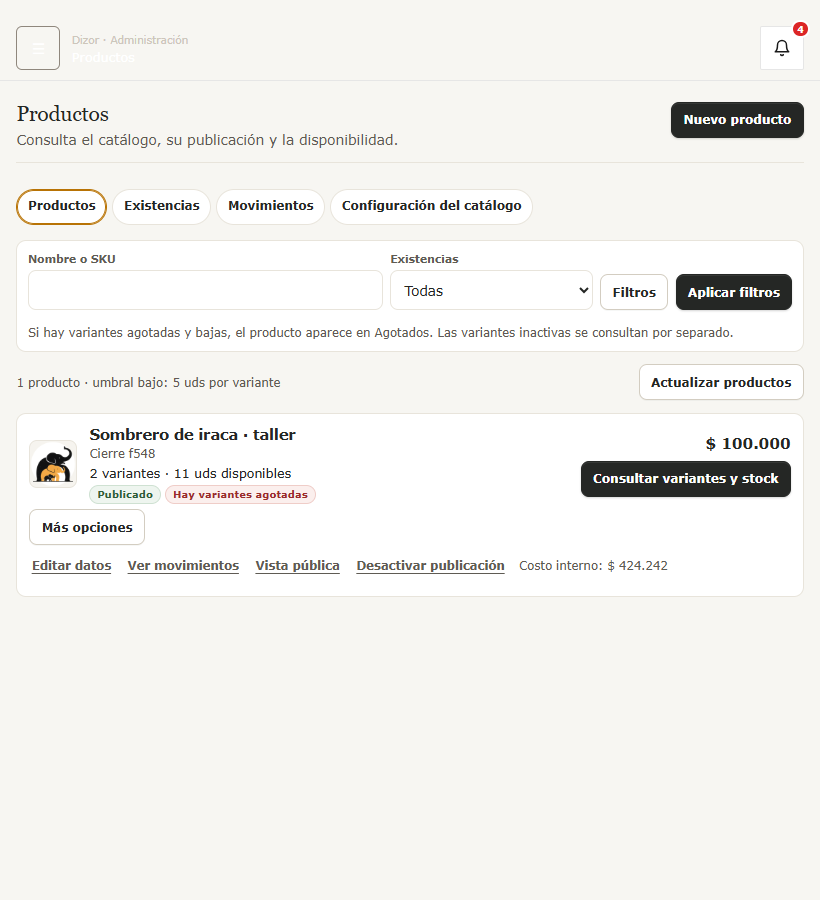 ☰
Dizor · Administración
Productos
4
Productos
Consulta el catálogo, su publicación y la disponibilidad.
Nuevo producto
Productos
Existencias
Movimientos
Configuración del catálogo
Nombre o SKU
Existencias
Todas
Filtros
Aplicar filtros
Si hay variantes agotadas y bajas, el producto aparece en Agotados. Las variantes inactivas se consultan por separado.
1 producto · umbral bajo: 5 uds por variante
Actualizar productos
Sombrero de iraca · taller
Cierre f548
2 variantes · 11 uds disponibles
Publicado
Hay variantes agotadas
$ 100.000
Consultar variantes y stock
Más opciones
Editar datos
Ver movimientos
Vista pública
Desactivar publicación
Costo interno: $ 424.242